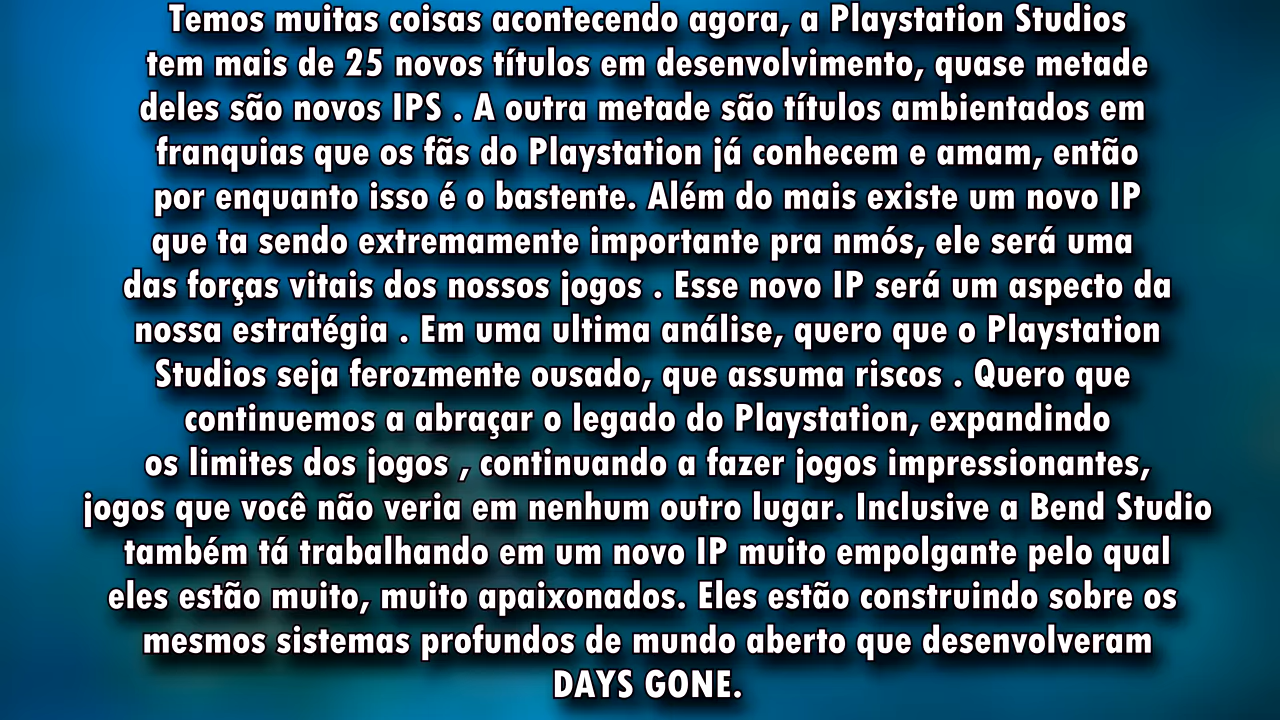 Temos muitas coisas acontecendo agora, a Playstation Studios
tem mais de 25 novos títulos em desenvolvimento, quase metade
deles são novos IPS . A outra metade são títulos ambientados em
franquias que os fãs do Playstation já conhecem e amam, então
por enquanto isso é o bastente. Além do mais existe um novo IP
que ta sendo extremamente importante pra nmós, ele será uma
das forças vitais dos nossos jogos . Esse novo IP será um aspecto da
nossa estratégia . Em uma ultima análise, quero que o Playstation
Studios seja ferozmente ousado, que assuma riscos . Quero que
continuemos a abraçar o legado do Playstation, expandindo
os limites dos jogos , continuando a fazer jogos impressionantes,
jogos que você não veria em nenhum outro lugar. Inclusive a Bend Studio
também tá trabalhando em um novo IP muito empolgante pelo qual
eles estão muito, muito apaixonados. Eles estão construindo sobre os
mesmos sistemas profundos de mundo aberto que desenvolveram
DAYS GONE.